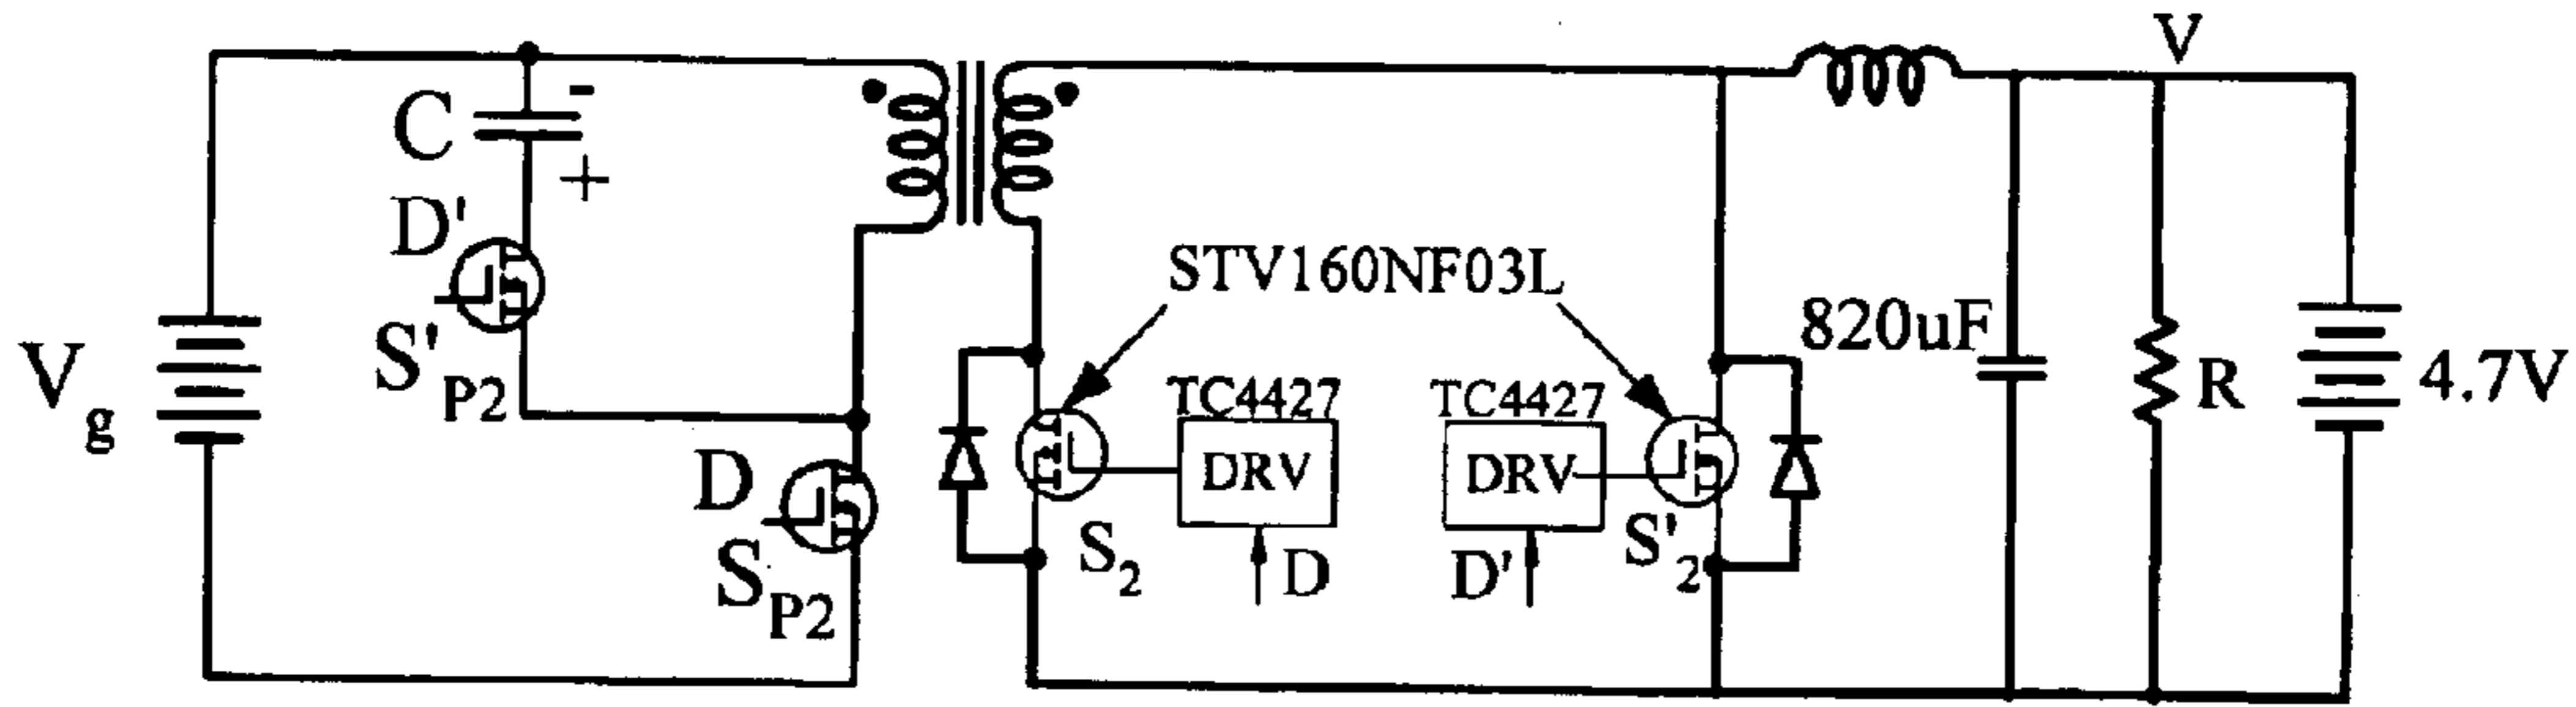 V
C
-
+
D'
S'P2
Vg
D
SP2
STV160NF03L
TC4427
DRV
S2
D
TC4427
DRV
S'2
D'
820uF
R
4.7V